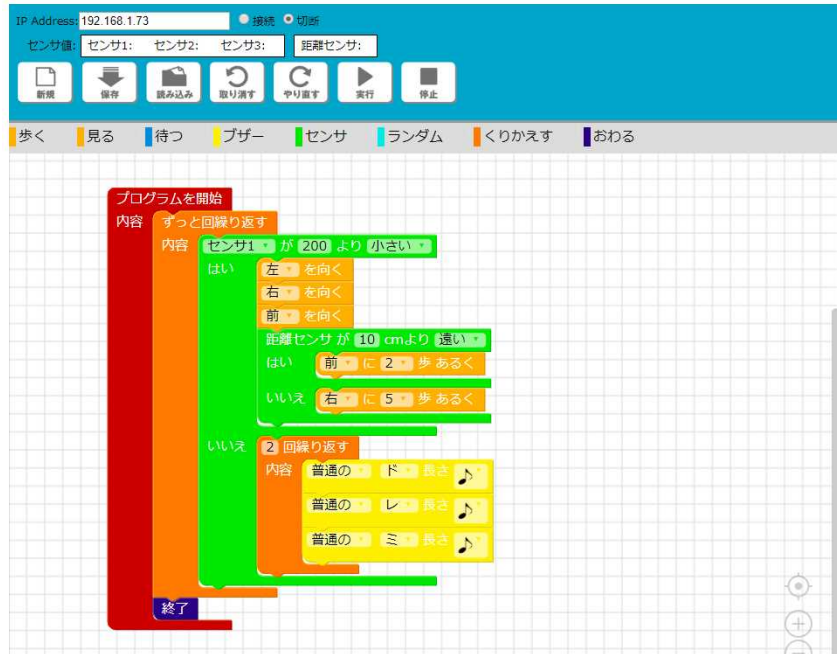 IP Address: 192.168.1.73 接続 切断
センサ値: センサ1: センサ2: センサ3: 距離センサ:
新規 保存 読み込み 取り消す やり直す 実行 停止
歩く 見る 待つ ブザー センサ ランダム くりかえす おわる
プログラムを開始
内容 ずっと回繰り返す
内容 センサ1 が 200 より 小さい
はい 左 を向く
右 を向く
前 を向く
距離センサ が 10 cmより 遠い
はい 前 に 2 歩 あるく
いいえ 右 に 5 歩 あるく
いいえ 2 回繰り返す
内容 普通の ド 長さ
普通の レ 長さ
普通の ミ 長さ
終了